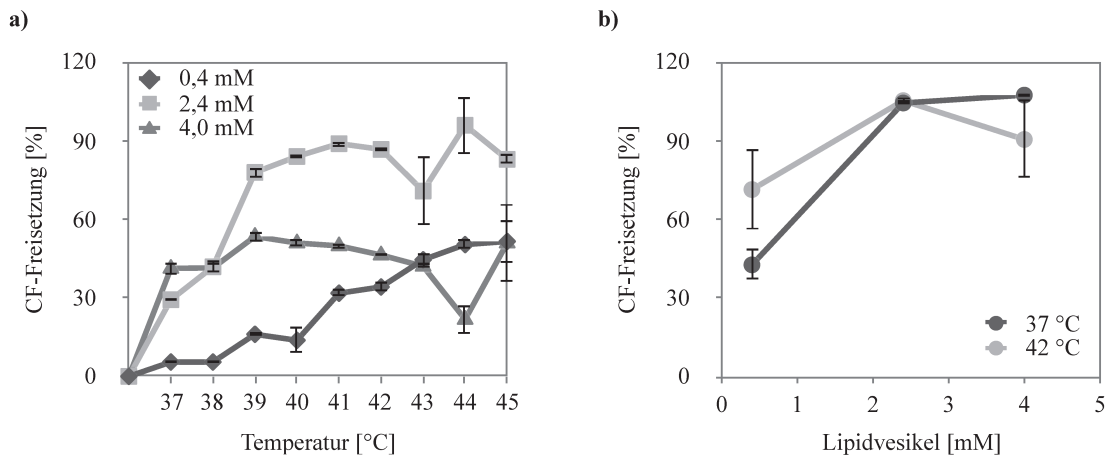 a)
120
90
60
30
0
CF-Freisetzung [%]
0,4 mM
2,4 mM
4,0 mM
37 38 39 40 41 42 43 44 45
Temperatur [°C]
b)
120
90
60
30
0
CF-Freisetzung [%]
37 °C
42 °C
0 1 2 3 4 5
Lipidvesikel [mM]